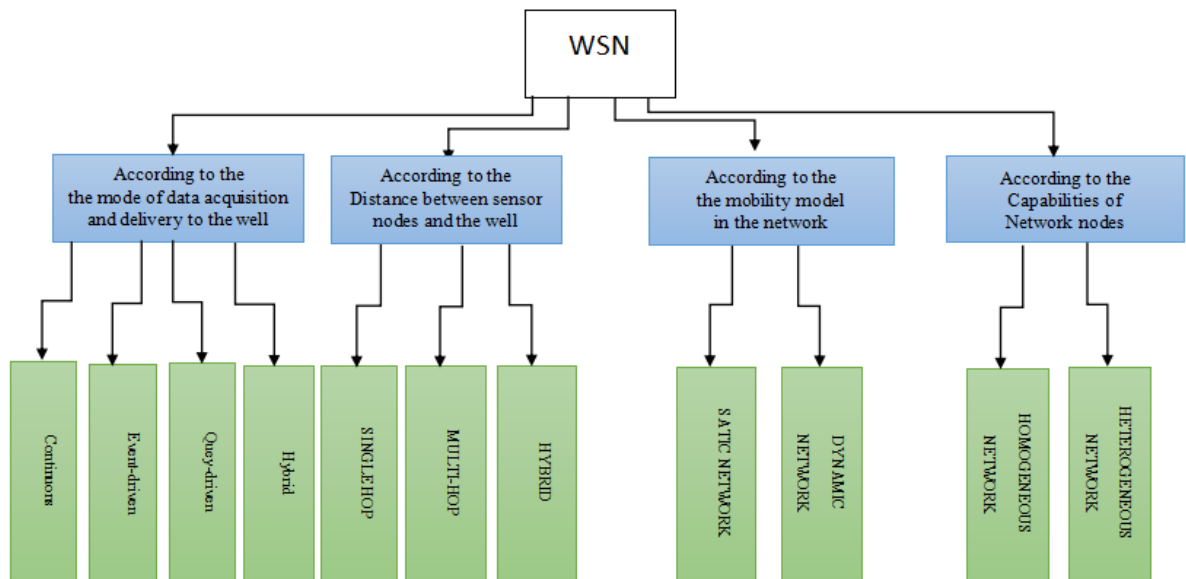 WSN
According to the
the mode of data acquisition
and delivery to the well
According to the
Distance between sensor
nodes and the well
According to the
the mobility model
in the network
According to the
Capabilities of
Network nodes
Continuons
Event-driven
Quey-driven
Hybrid
SINGLE HOP
MULTI-HOP
HYBRID
SATIC NETWORK
DYNAMIC
NETWORK
HOMOGENEOUS
NETWORK
HETEROGENEOUS
NETWORK